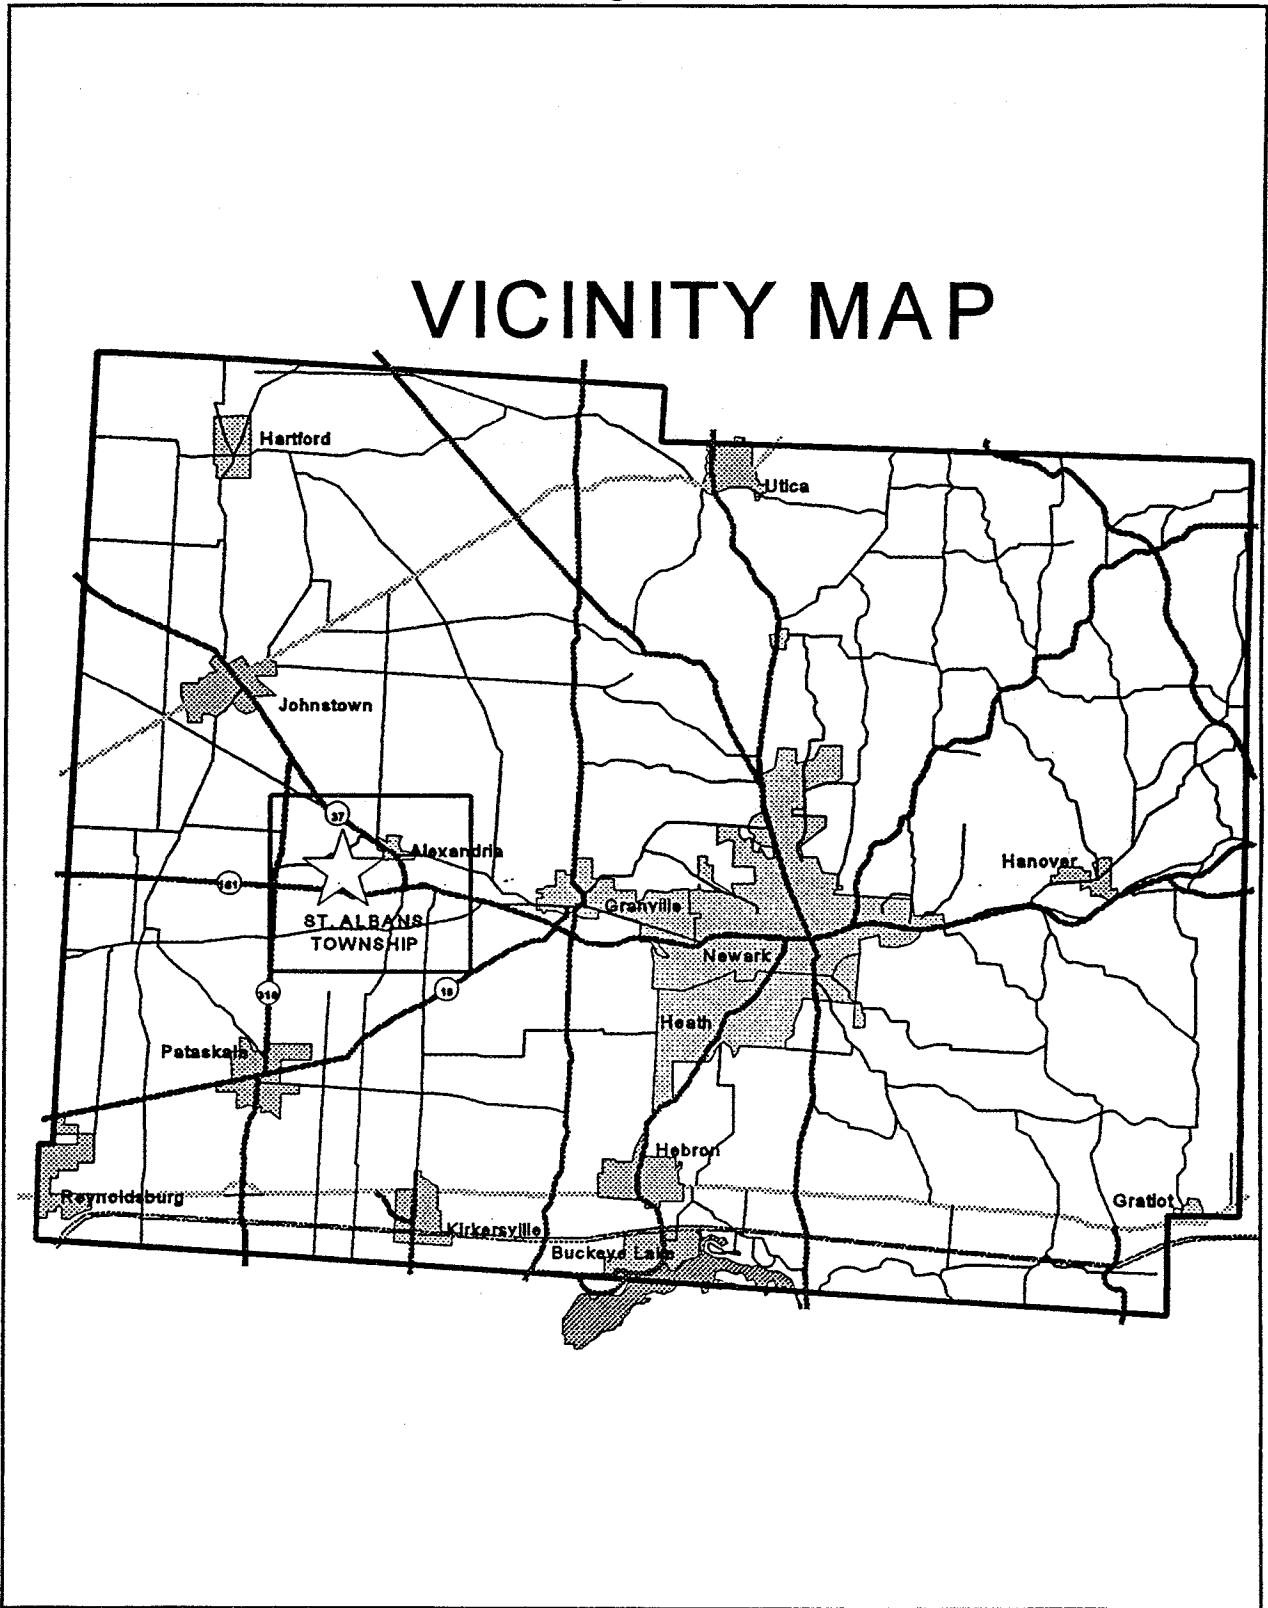 VICINITY MAP
Hartford
Utica
Johnstown
37
Alexandria
Hanover
161
Granville
ST. ALBANS
TOWNSHIP
Newark
16
Heath
Pataskala
Hebron
Reynoldsburg
Gratiot
Kirkersville
Buckeye Lake